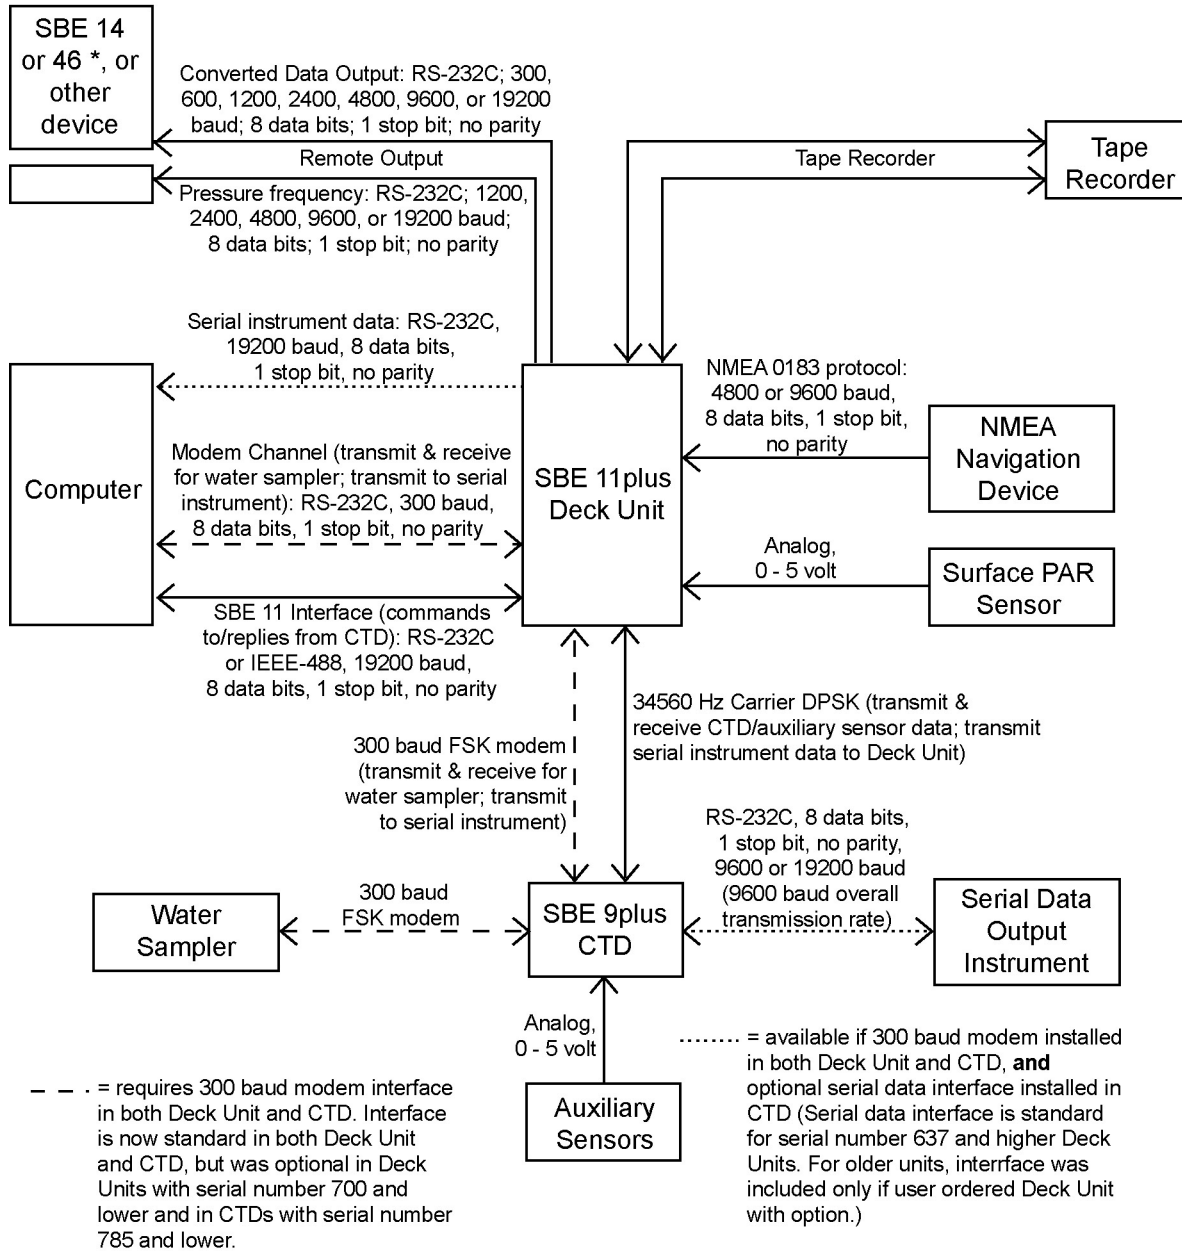 SBE 14
or 46 *, or
other
device
Converted Data Output: RS-232C; 300,
600, 1200, 2400, 4800, 9600, or 19200
baud; 8 data bits; 1 stop bit; no parity
Remote Output
Pressure frequency: RS-232C; 1200,
2400, 4800, 9600, or 19200 baud;
8 data bits; 1 stop bit; no parity
Tape Recorder
Tape
Recorder
Serial instrument data: RS-232C,
19200 baud, 8 data bits,
1 stop bit, no parity
Computer
Modem Channel (transmit & receive
for water sampler; transmit to serial
instrument): RS-232C, 300 baud,
8 data bits, 1 stop bit, no parity
SBE 11 Interface (commands
to/replies from CTD): RS-232C
or IEEE-488, 19200 baud,
8 data bits, 1 stop bit, no parity
SBE 11plus
Deck Unit
NMEA 0183 protocol:
4800 or 9600 baud,
8 data bits, 1 stop bit,
no parity
NMEA
Navigation
Device
Analog,
0 - 5 volt
Surface PAR
Sensor
34560 Hz Carrier DPSK (transmit &
receive CTD/auxiliary sensor data; transmit
serial instrument data to Deck Unit)
300 baud FSK modem
(transmit & receive for
water sampler; transmit
to serial instrument)
RS-232C, 8 data bits,
1 stop bit, no parity,
9600 or 19200 baud
(9600 baud overall
transmission rate)
Water
Sampler
300 baud
FSK modem
SBE 9plus
CTD
Serial Data
Output
Instrument
Analog,
0 - 5 volt
Auxiliary
Sensors
= requires 300 baud modem interface
in both Deck Unit and CTD. Interface
is now standard in both Deck Unit
and CTD, but was optional in Deck
Units with serial number 700 and
lower and in CTDs with serial number
785 and lower.
= available if 300 baud modem installed
in both Deck Unit and CTD, and
optional serial data interface installed in
CTD (Serial data interface is standard
for serial number 637 and higher Deck
Units. For older units, interrface was
included only if user ordered Deck Unit
with option.)